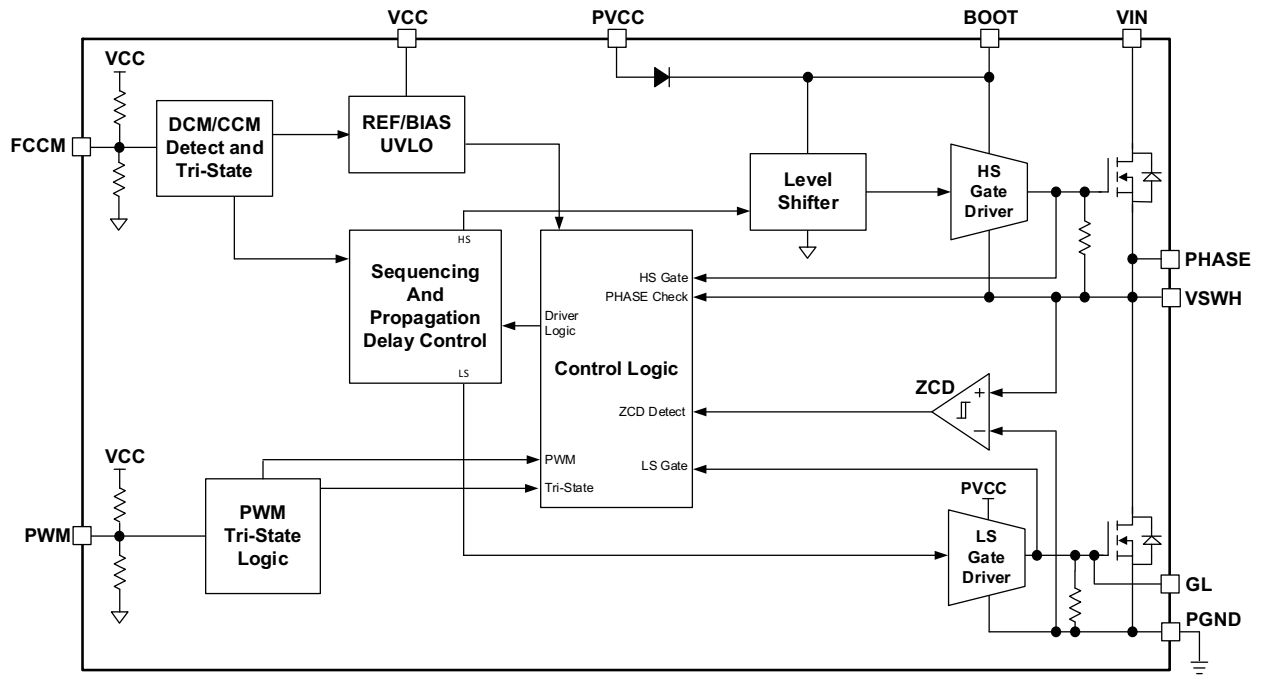 VCC
PVCC
BOOT
VIN
VCC
FCCM
DCM/CCM
Detect and
Tri-State
REF/BIAS
UVLO
Level
Shifter
HS
Gate
Driver
HS
Sequencing
And
Propagation
Delay Control
LS
HS Gate
PHASE Check
Driver
Logic
Control Logic
ZCD Detect
PWM
LS Gate
Tri-State
PHASE
VSWH
ZCD
+
−
VCC
PWM
PWM
Tri-State
Logic
PVCC
LS
Gate
Driver
GL
PGND